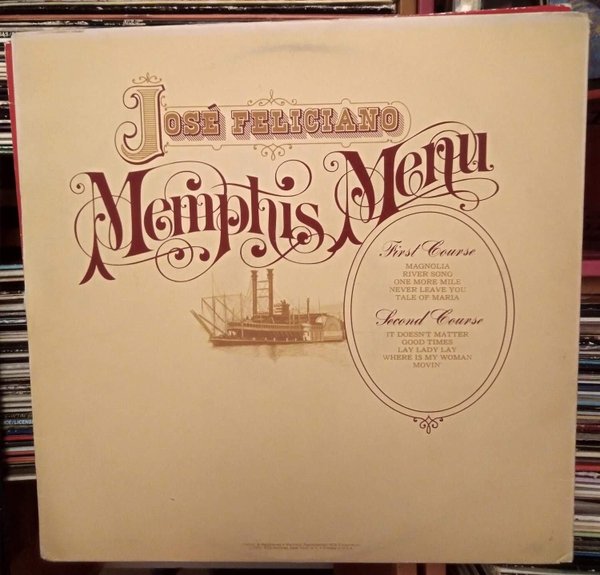 JOSÉ FELICIANO
Memphis Menu
First Course
MAGNOLIA
RIVER SONG
ONE MORE MILE
NEVER LEAVE YOU
TALE OF MARIA
Second Course
IT DOESN'T MATTER
GOOD TIMES
LAY LADY LAY
WHERE IS MY WOMAN
MOVIN'